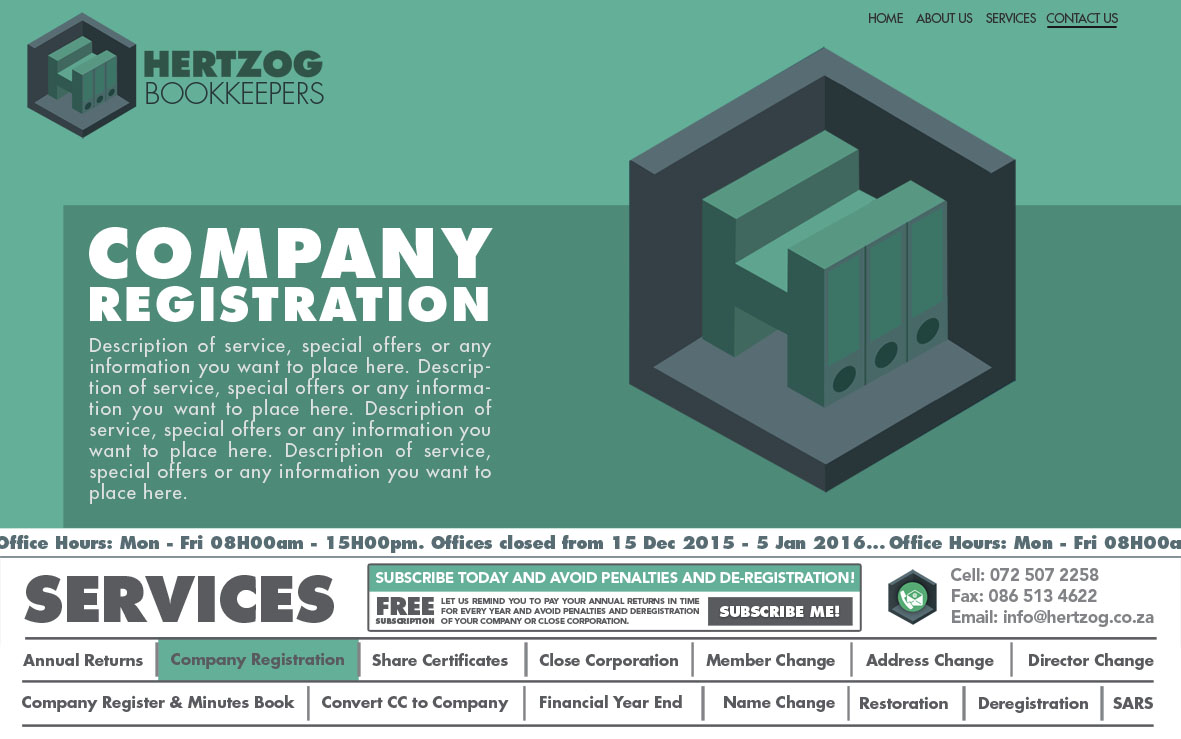 HOME ABOUT US SERVICES CONTACT US
HERTZOG
BOOKKEEPERS
COMPANY
REGISTRATION
Description of service, special offers or any
information you want to place here. Descrip-
tion of service, special offers or any informa-
tion you want to place here. Description of
service, special offers or any information you
want to place here. Description of service,
special offers or any information you want to
place here.
Office Hours: Mon - Fri 08H00am - 15H00pm. Offices closed from 15 Dec 2015 - 5 Jan 2016... Office Hours: Mon - Fri 08H00a
SERVICES
SUBSCRIBE TODAY AND AVOID PENALTIES AND DE-REGISTRATION!
FREE
SUBSCRIPTION
LET US REMIND YOU TO PAY YOUR ANNUAL RETURNS IN TIME
FOR EVERY YEAR AND AVOID PENALTIES AND DEREGISTRATION
OF YOUR COMPANY OR CLOSE CORPORATION.
SUBSCRIBE ME!
Cell: 072 507 2258
Fax: 086 513 4622
Email: info@hertzog.co.za
Annual Returns Company Registration Share Certificates Close Corporation Member Change Address Change Director Change
Company Register & Minutes Book Convert CC to Company Financial Year End Name Change Restoration Deregistration SARS